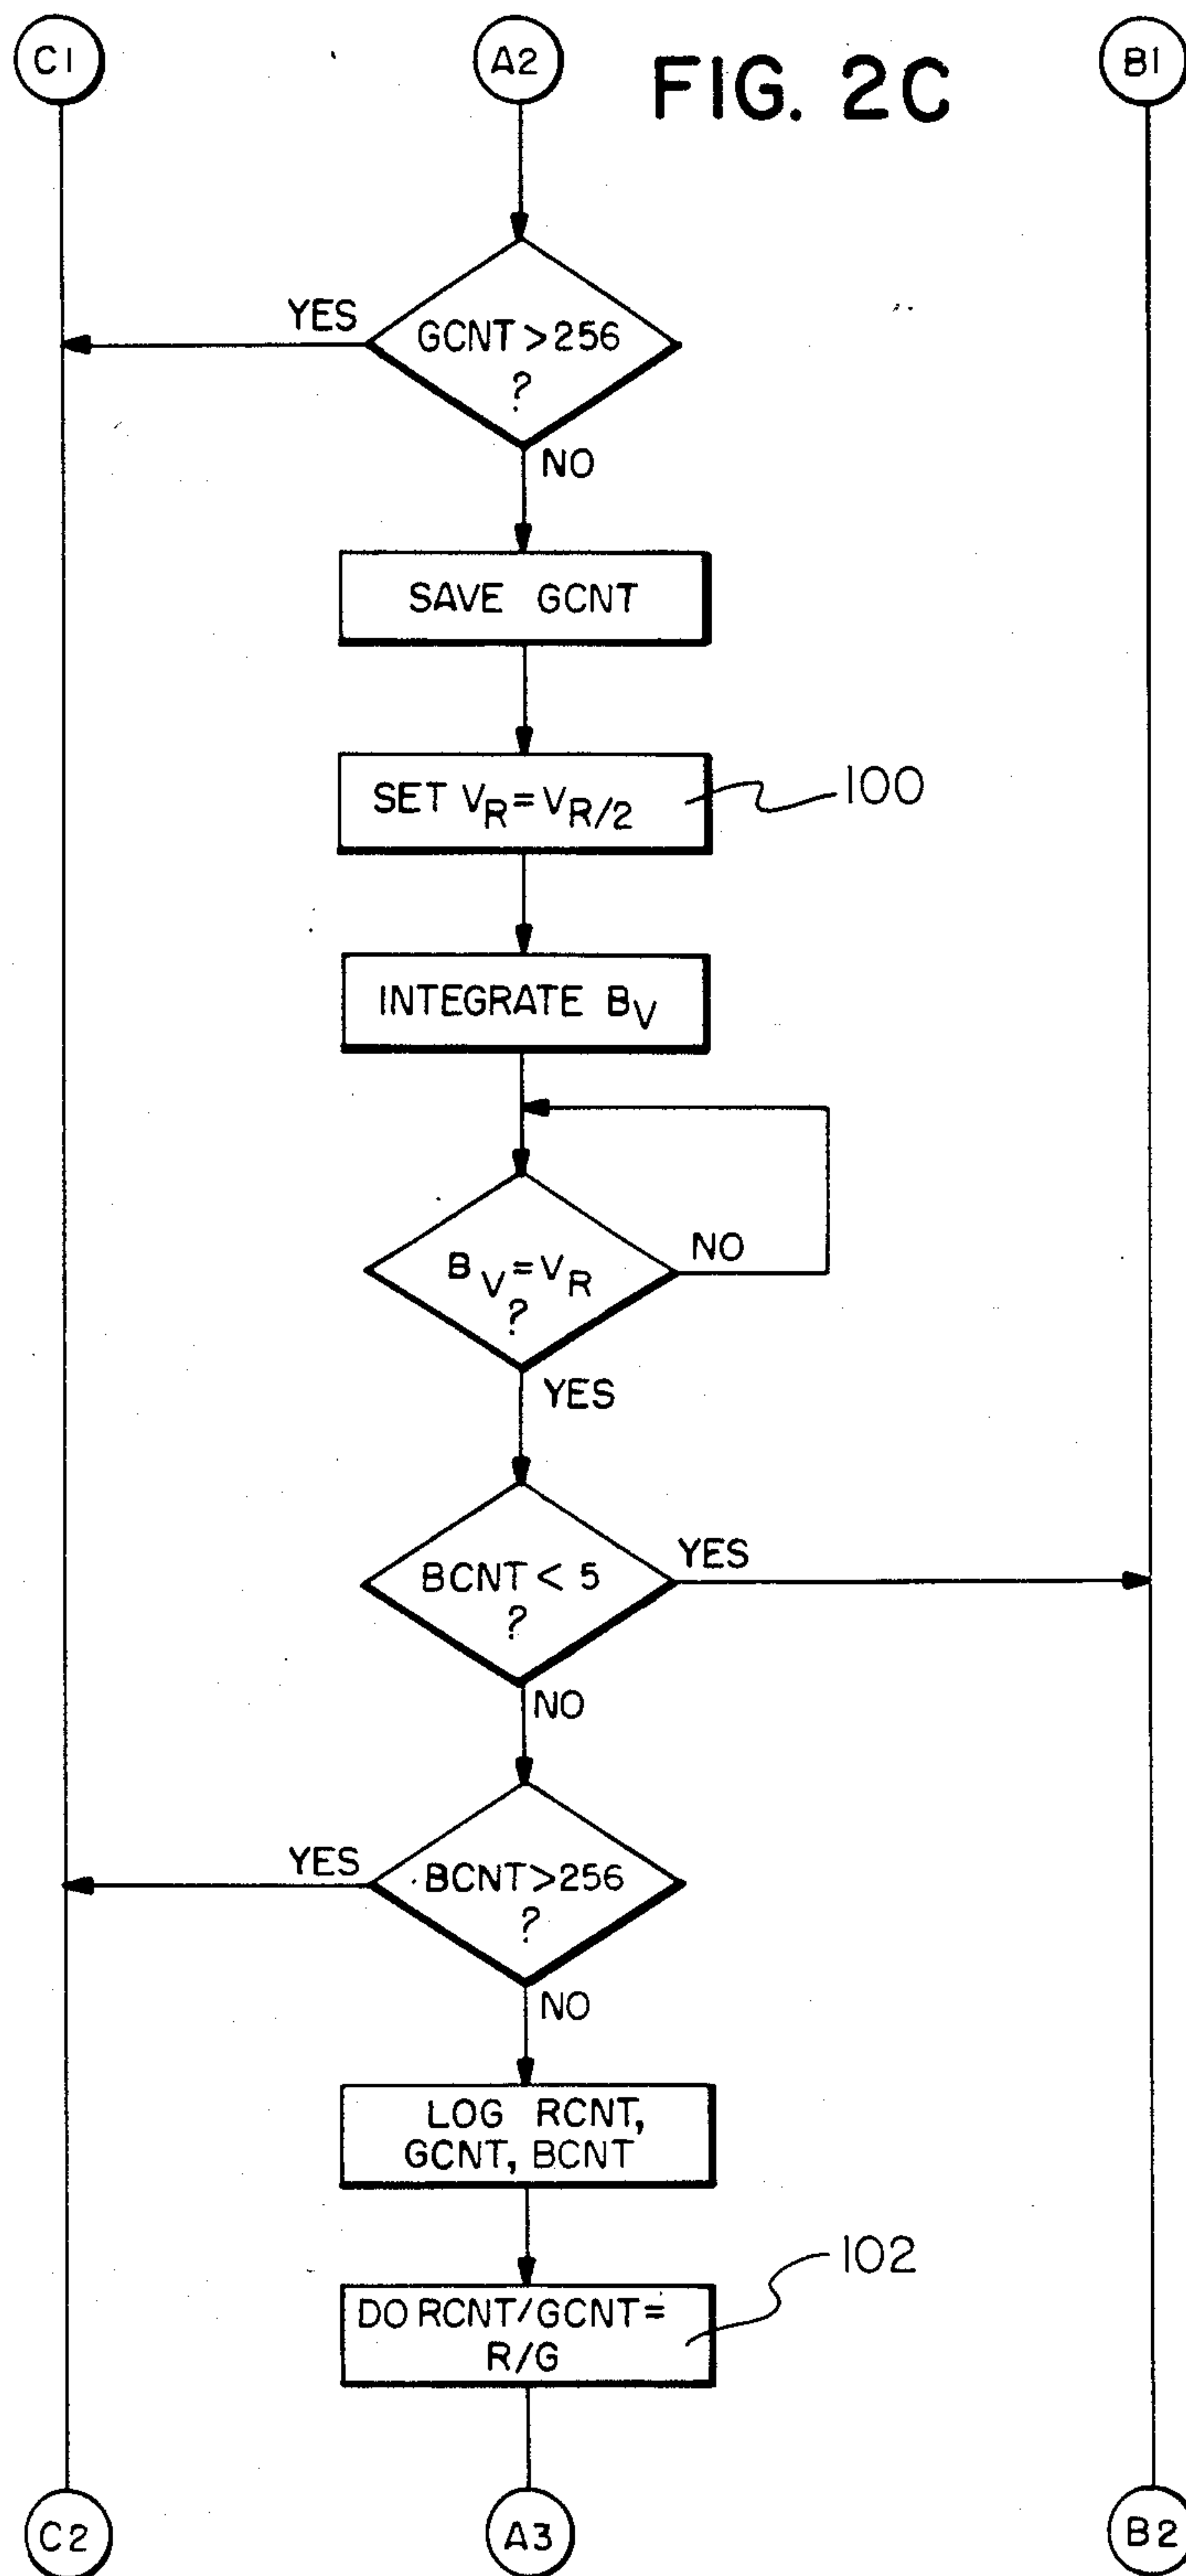 C1
A2
FIG. 2C
B1
YES
GCNT > 256
?
NO
SAVE GCNT
SET VR = VR/2
100
INTEGRATE BV
BV = VR
?
NO
YES
BCNT < 5
?
YES
NO
YES
BCNT > 256
?
NO
LOG RCNT,
GCNT, BCNT
102
DO RCNT/GCNT =
R/G
C2
A3
B2